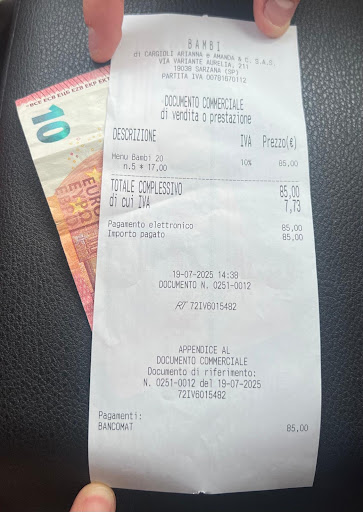 BAMBI
di CARGIOLI ARIANNA e AMANDA & C. S.A.S.
VIA VARIANTE AURELIA, 211
19038 SARZANA (SP)
PARTITA IVA 00781670112
DOCUMENTO COMMERCIALE
di vendita o prestazione
DESCRIZIONE IVA Prezzo(€)
Menu Bambi 20 10% 85,00
n.5 * 17,00
TOTALE COMPLESSIVO 85,00
di cui IVA 7,73
Pagamento elettronico 85,00
Importo pagato 85,00
19-07-2025 14:38
DOCUMENTO N. 0251-0012
RT 72IV6015482
APPENDICE AL
DOCUMENTO COMMERCIALE
Documento di riferimento:
N. 0251-0012 del 19-07-2025
72IV6015482
Pagamenti:
BANCOMAT 85,00
10